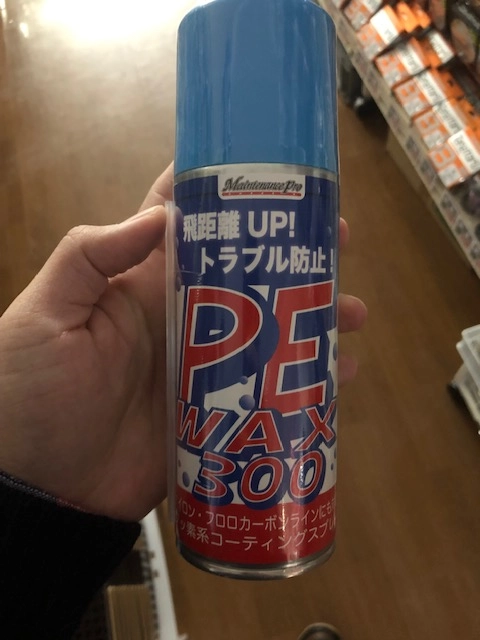 MaintenancePro
飛距離 UP!
トラブル防止!
PE
WAX
300
イロン・フロロカーボンラインにも
ッ素系コーティングスプレ